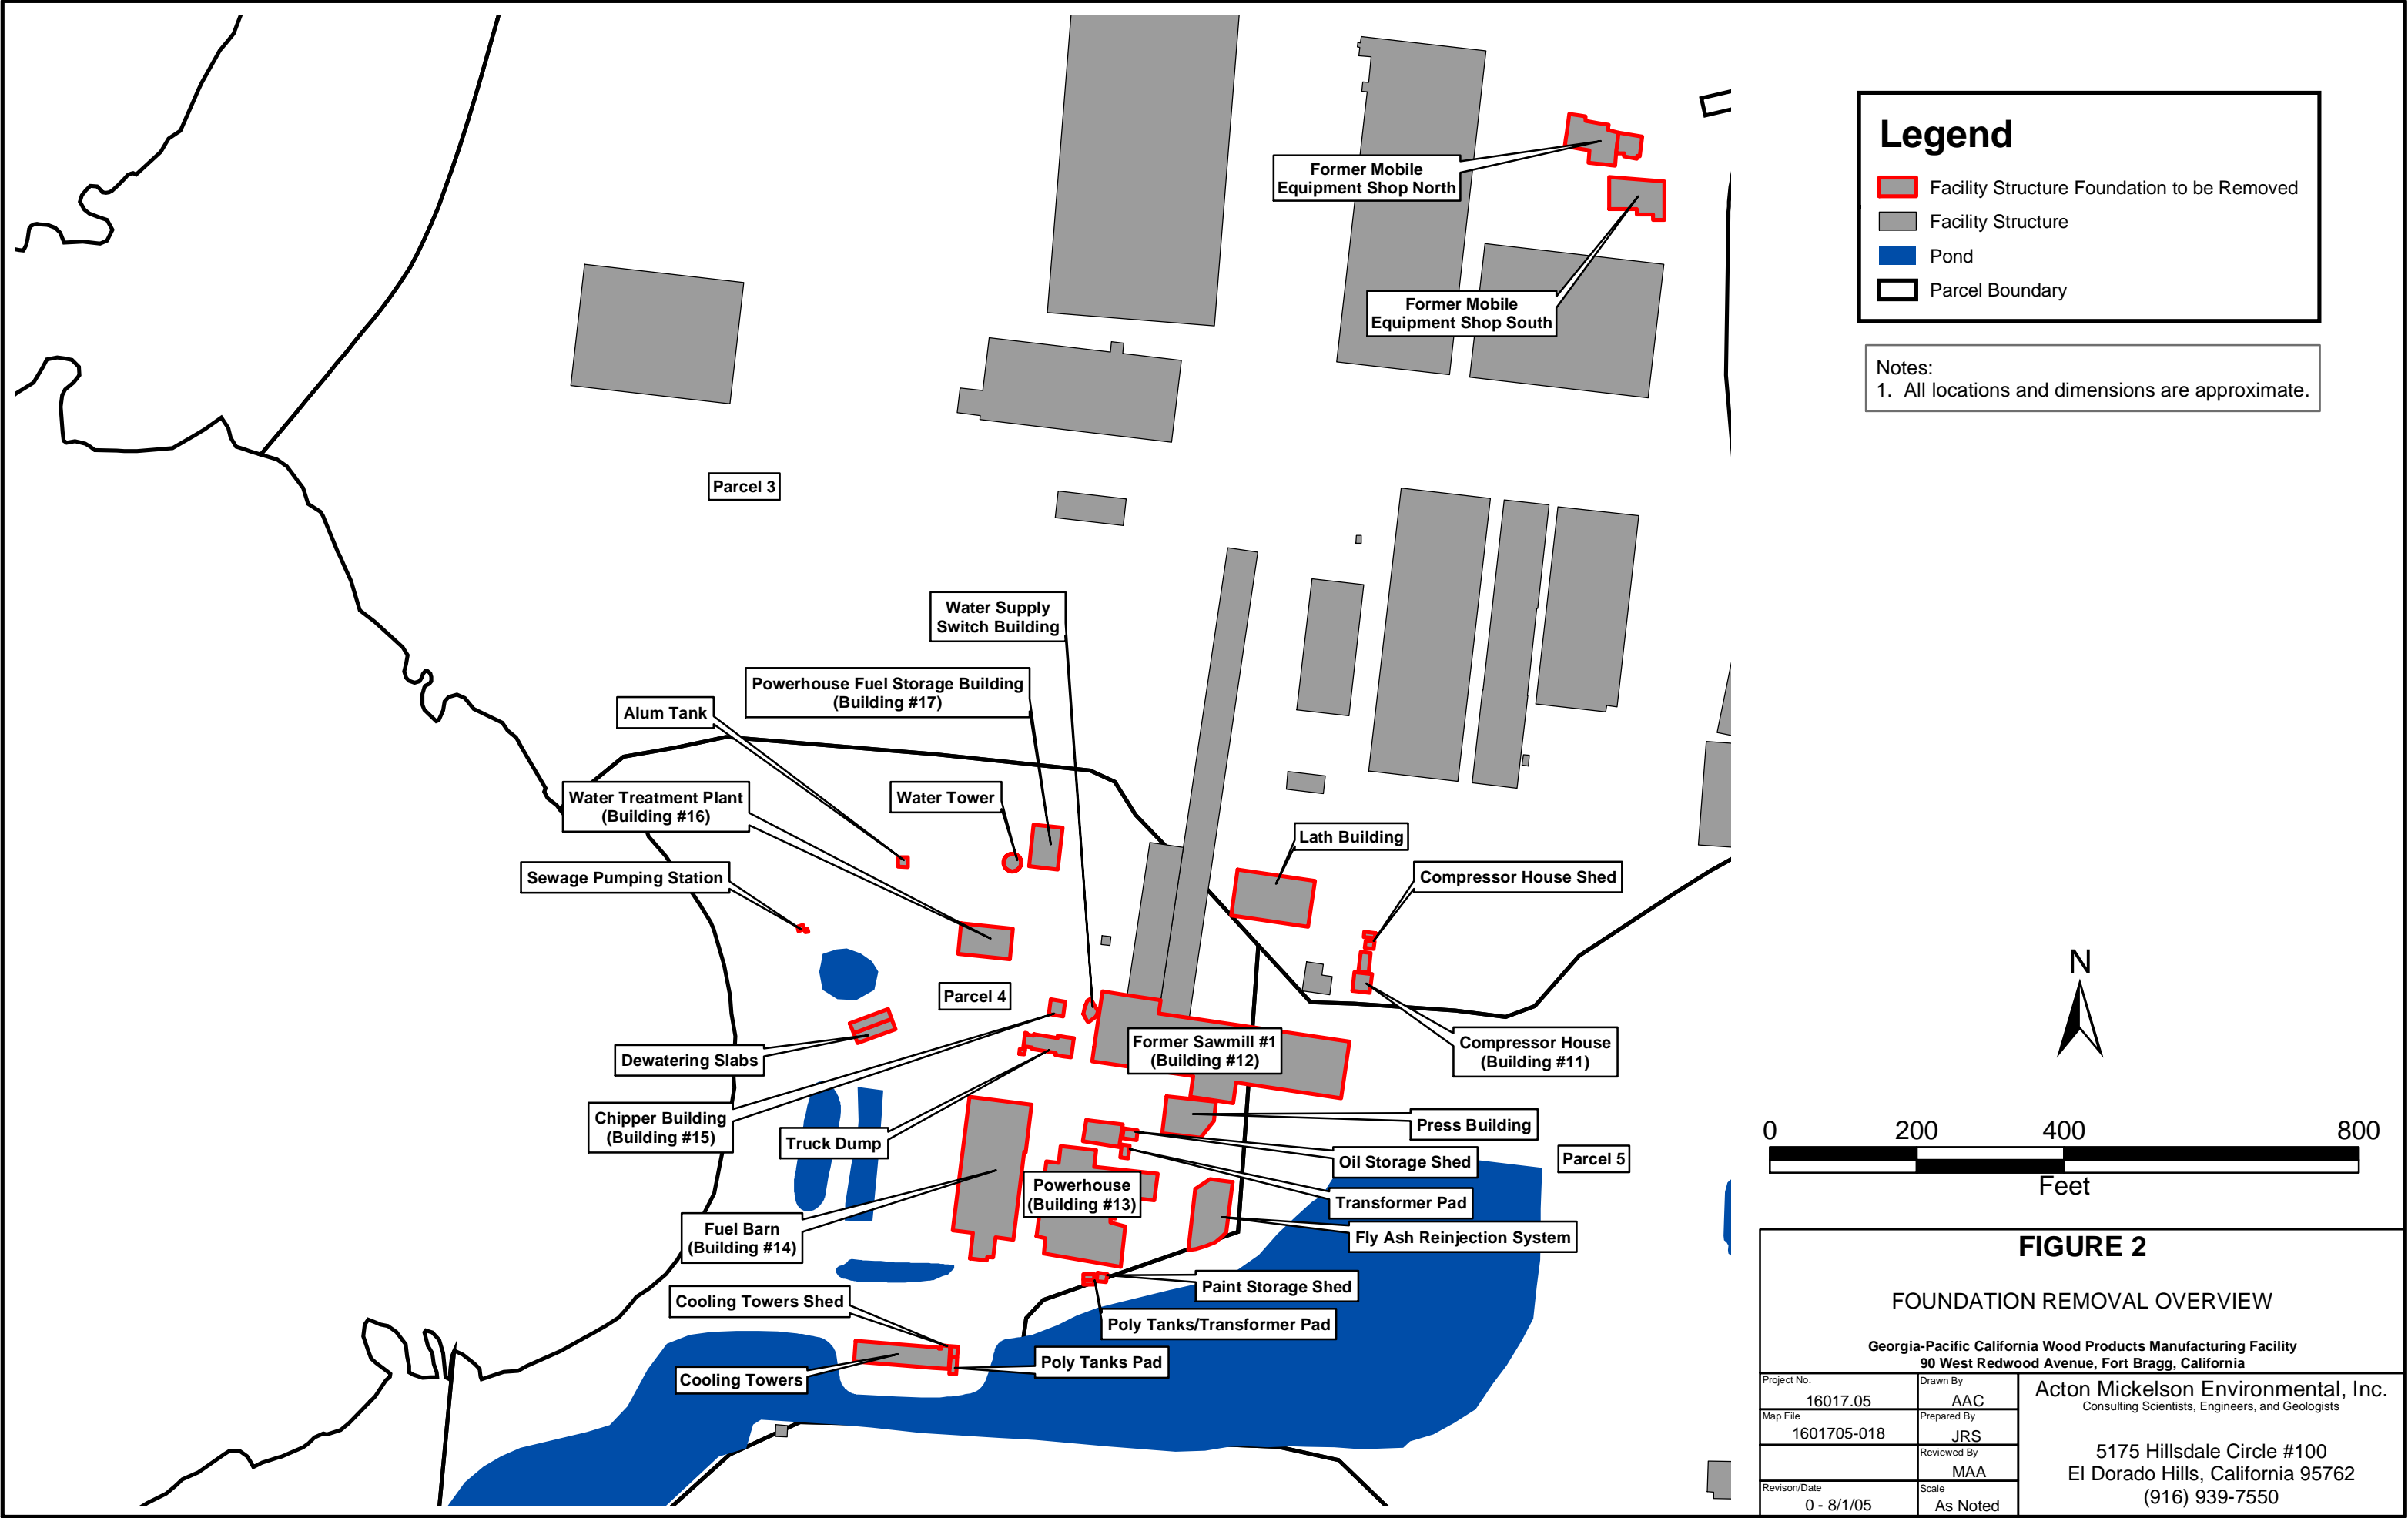 Legend
Facility Structure Foundation to be Removed
Facility Structure
Pond
Parcel Boundary
Notes:
1. All locations and dimensions are approximate.
Former Mobile
Equipment Shop North
Former Mobile
Equipment Shop South
Parcel 3
Water Supply
Switch Building
Powerhouse Fuel Storage Building
(Building #17)
Alum Tank
Water Treatment Plant
(Building #16)
Water Tower
Lath Building
Sewage Pumping Station
Compressor House Shed
Parcel 4
Dewatering Slabs
Former Sawmill #1
(Building #12)
Compressor House
(Building #11)
Chipper Building
(Building #15)
Truck Dump
Press Building
Oil Storage Shed
Parcel 5
Powerhouse
(Building #13)
Transformer Pad
Fuel Barn
(Building #14)
Fly Ash Reinjection System
Cooling Towers Shed
Paint Storage Shed
Poly Tanks/Transformer Pad
Poly Tanks Pad
Cooling Towers
N
0 200 400 800
Feet
FIGURE 2
FOUNDATION REMOVAL OVERVIEW
Georgia-Pacific California Wood Products Manufacturing Facility
90 West Redwood Avenue, Fort Bragg, California
Project No.
16017.05
Drawn By
AAC
Map File
1601705-018
Prepared By
JRS
Reviewed By
MAA
Revison/Date
0 - 8/1/05
Scale
As Noted
Acton Mickelson Environmental, Inc.
Consulting Scientists, Engineers, and Geologists
5175 Hillsdale Circle #100
El Dorado Hills, California 95762
(916) 939-7550